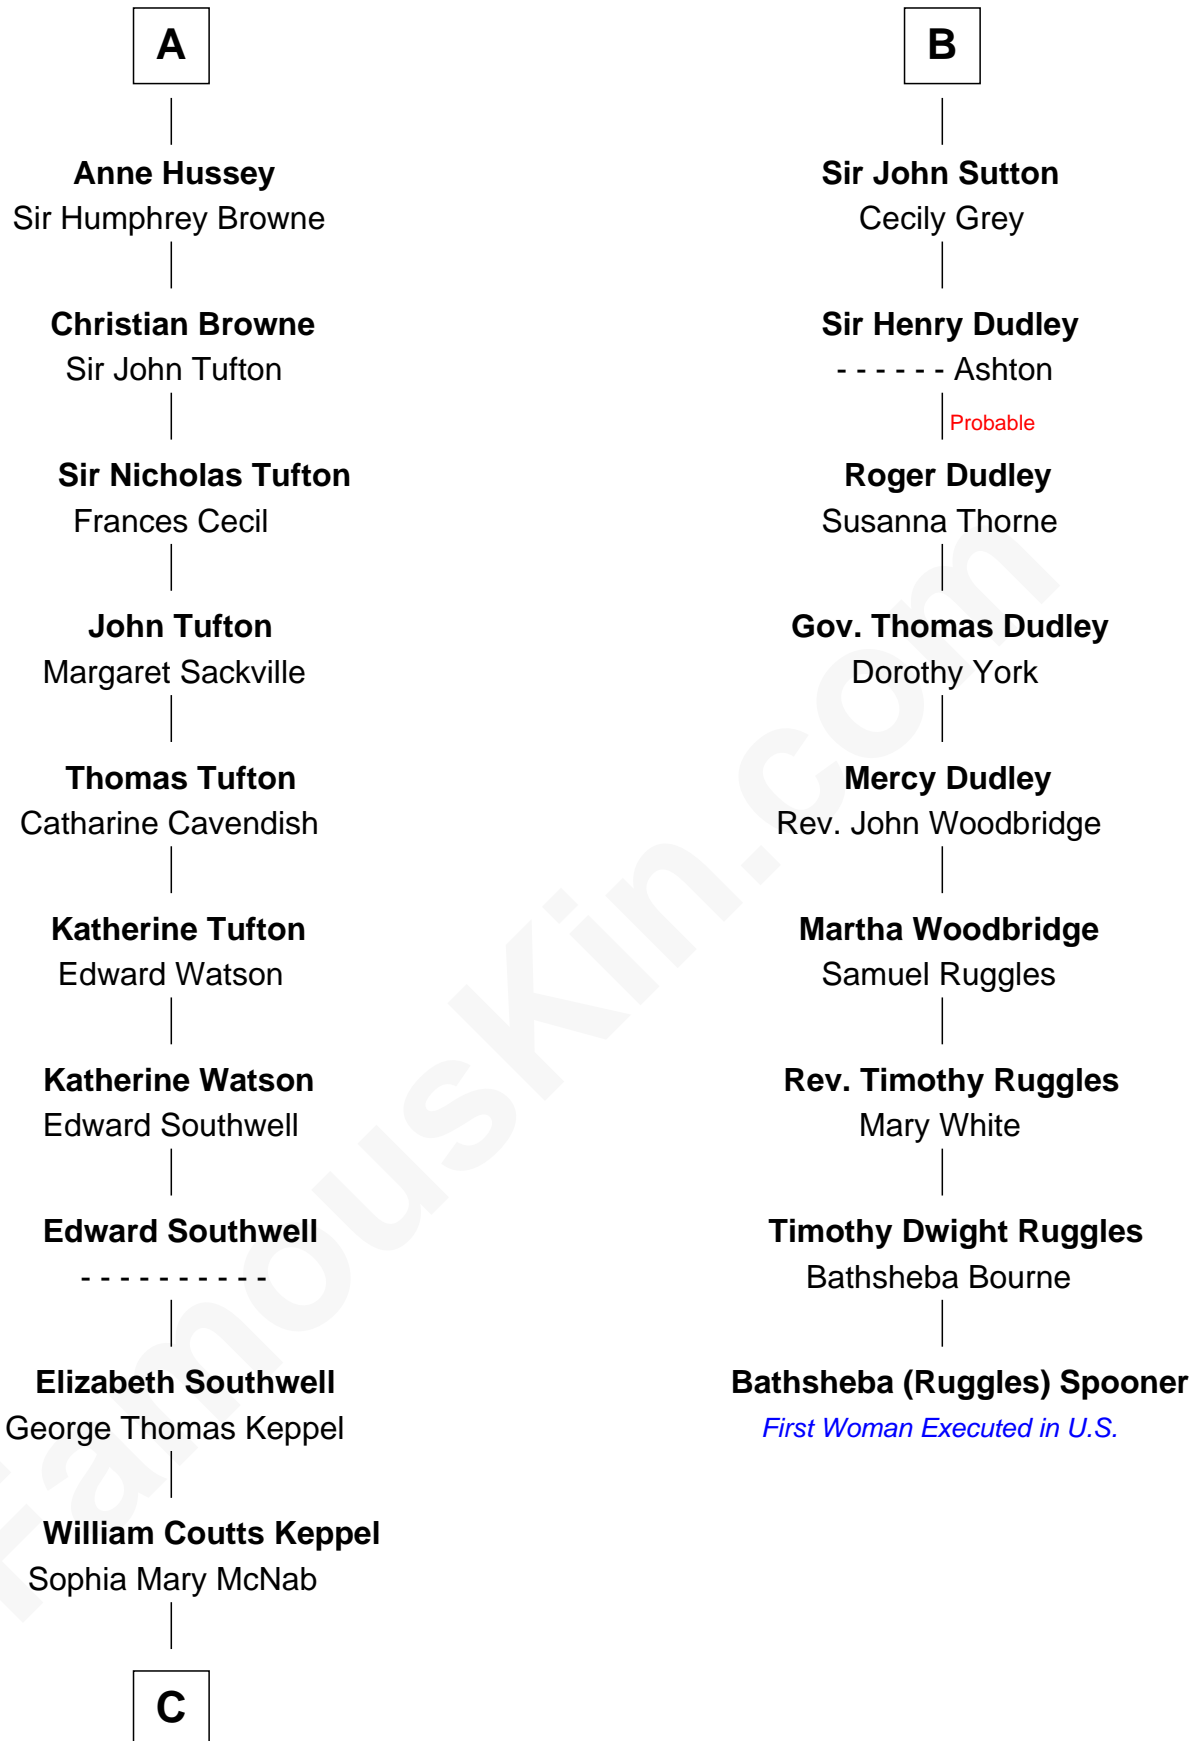 A
Anne Hussey
Sir Humphrey Browne
Christian Browne
Sir John Tufton
Sir Nicholas Tufton
Frances Cecil
John Tufton
Margaret Sackville
Thomas Tufton
Catharine Cavendish
Katherine Tufton
Edward Watson
Katherine Watson
Edward Southwell
Edward Southwell
- - - - - - - - - -
Elizabeth Southwell
George Thomas Keppel
William Coutts Keppel
Sophia Mary McNab
C
B
Sir John Sutton
Cecily Grey
Sir Henry Dudley
- - - - - - Ashton
Probable
Roger Dudley
Susanna Thorne
Gov. Thomas Dudley
Dorothy York
Mercy Dudley
Rev. John Woodbridge
Martha Woodbridge
Samuel Ruggles
Rev. Timothy Ruggles
Mary White
Timothy Dwight Ruggles
Bathsheba Bourne
Bathsheba (Ruggles) Spooner
First Woman Executed in U.S.
FamousKin.com